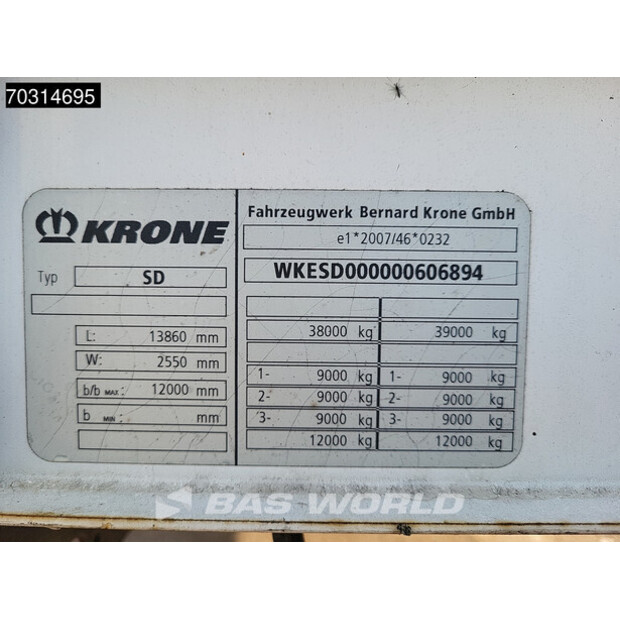 70314695
KRONE
Typ SD
L: 13860 mm
W: 2550 mm
b/b MAX: 12000 mm
b MIN: mm
Fahrzeugwerk Bernard Krone GmbH
e1*2007/46*0232
WKESD000000606894
38000 kg 39000 kg
1- 9000 kg 1- 9000 kg
2- 9000 kg 2- 9000 kg
3- 9000 kg 3- 9000 kg
12000 kg 12000 kg
BAS WORLD